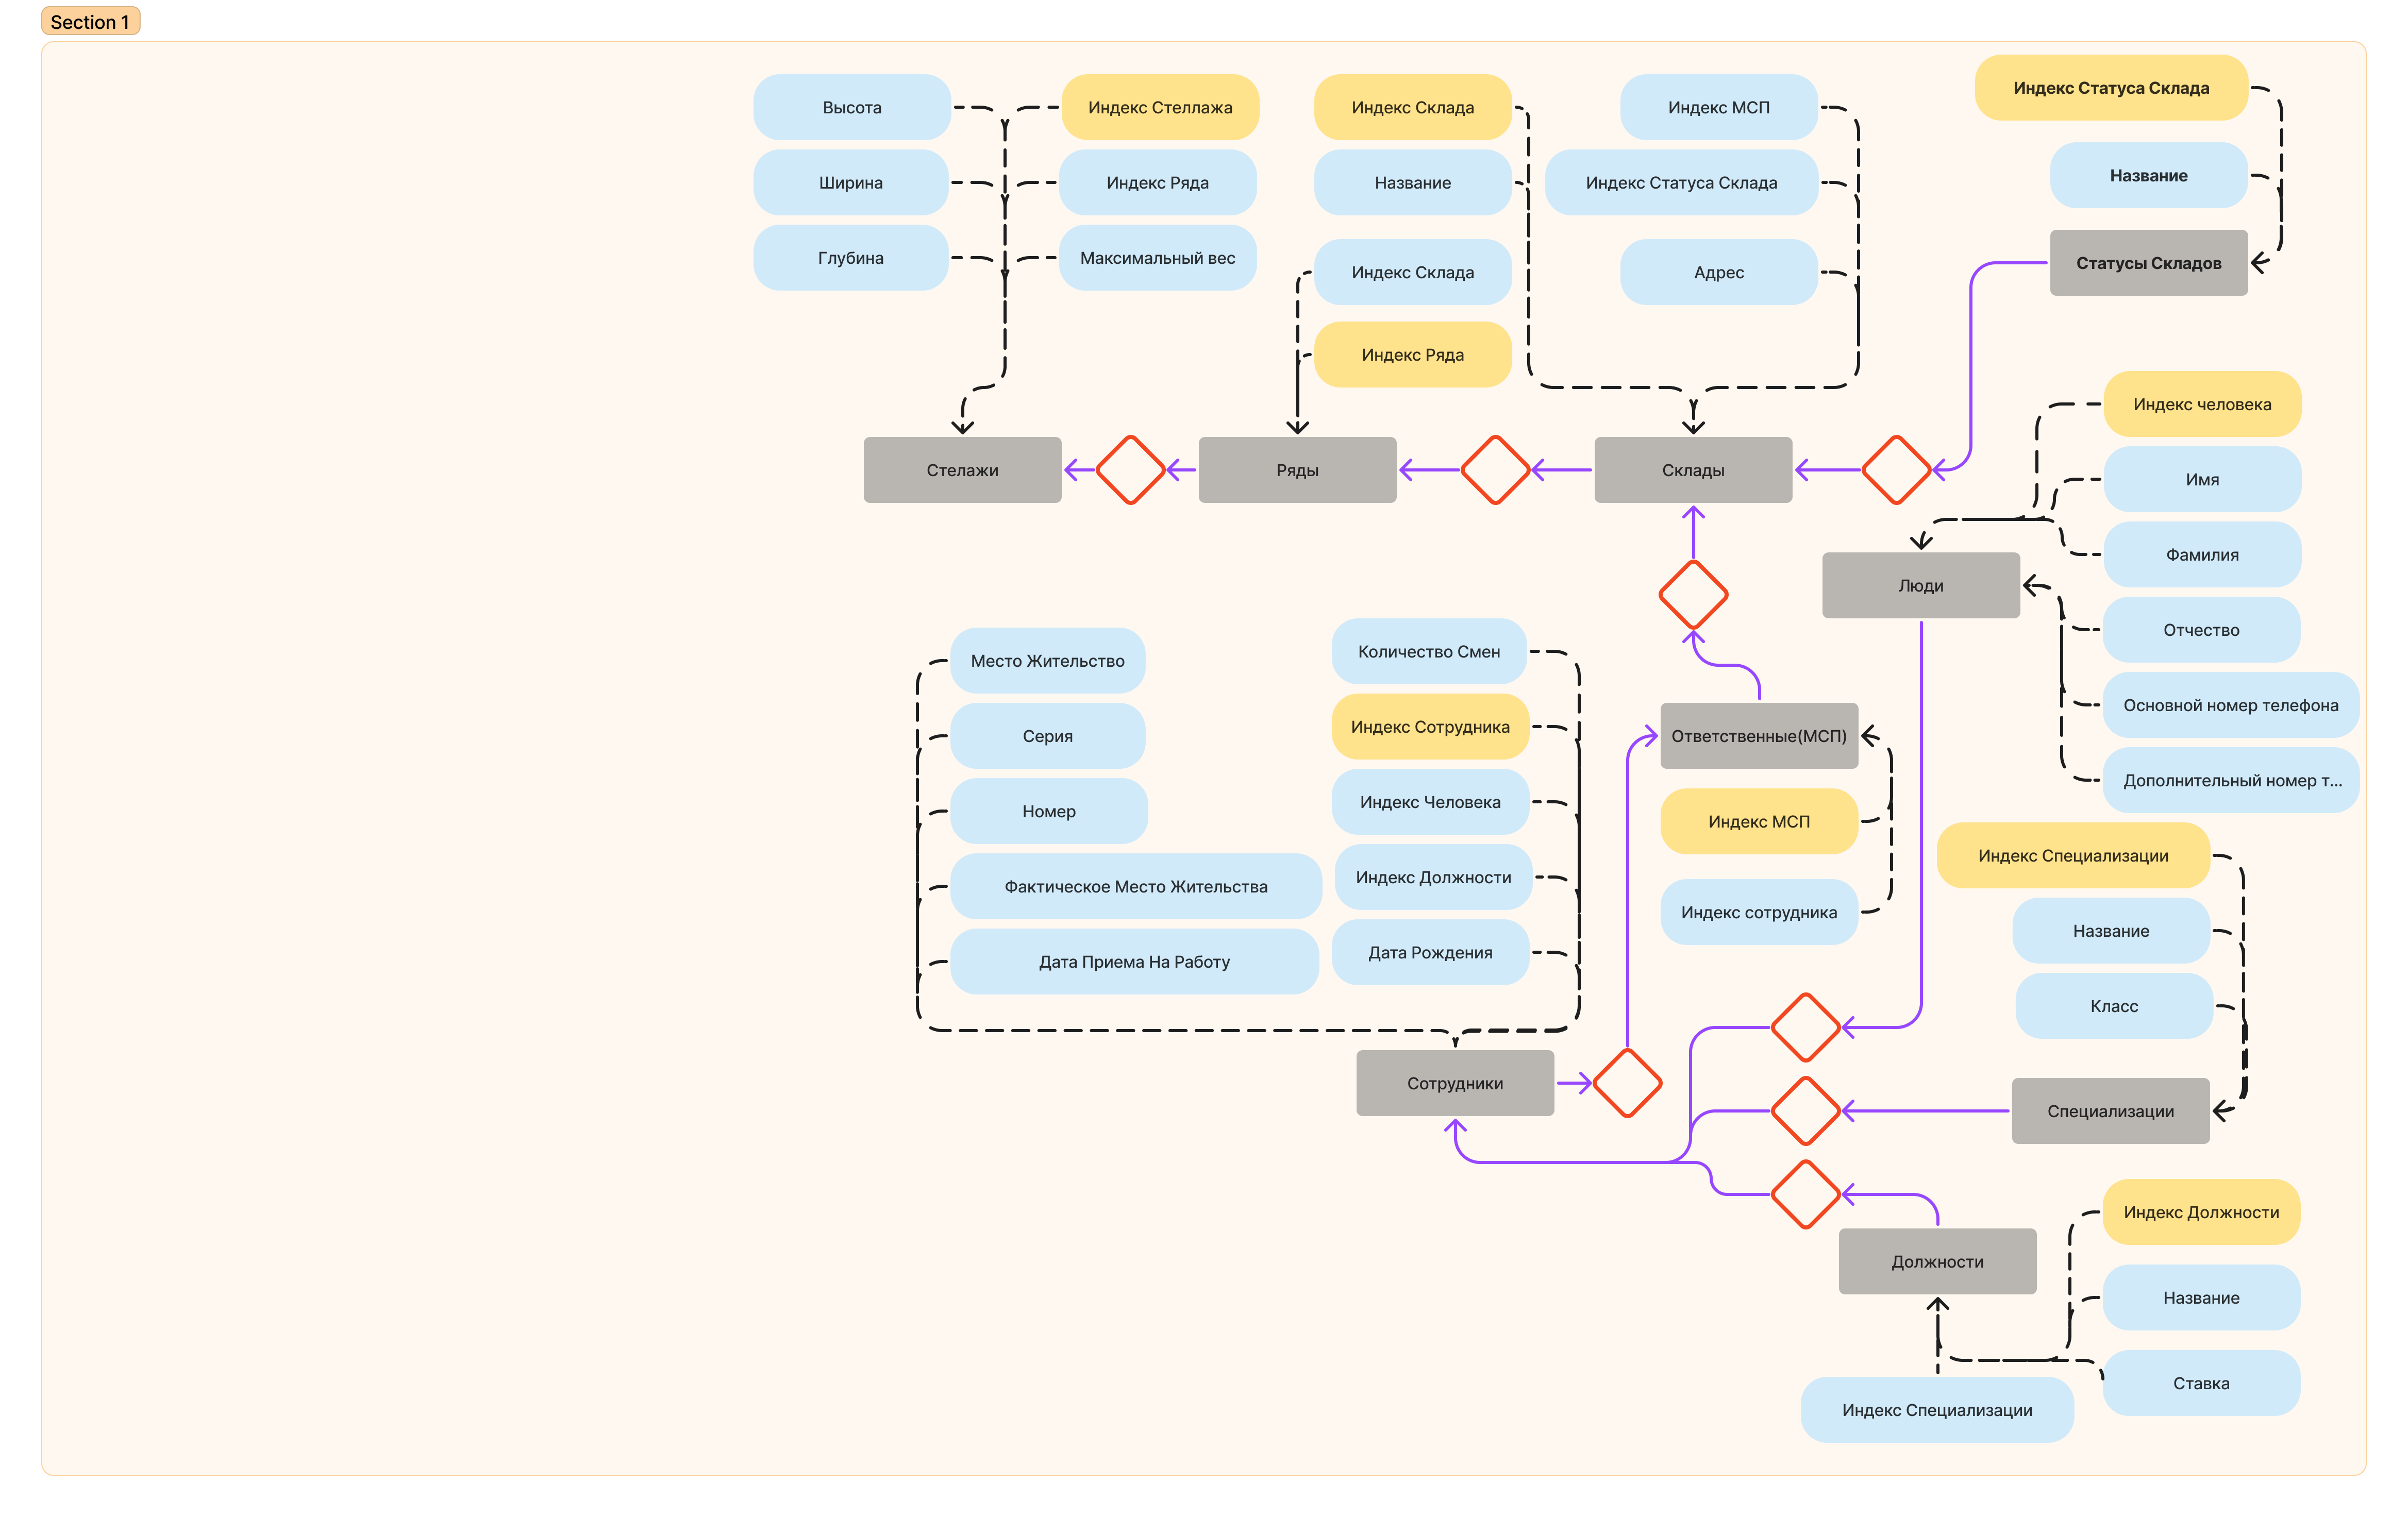 Section 1
Высота
Индекс Стеллажа
Индекс Склада
Индекс МСП
Индекс Статуса Склада
Ширина
Индекс Ряда
Название
Индекс Статуса Склада
Название
Глубина
Максимальный вес
Индекс Склада
Адрес
Статусы Складов
Индекс Ряда
Индекс человека
Стелажи
Ряды
Склады
Имя
Фамилия
Люди
Отчество
Основной номер телефона
Дополнительный номер т...
Место Жительство
Количество Смен
Серия
Индекс Сотрудника
Ответственные(МСП)
Номер
Индекс Человека
Индекс МСП
Индекс Специализации
Фактическое Место Жительства
Индекс Должности
Индекс сотрудника
Название
Дата Приема На Работу
Дата Рождения
Класс
Сотрудники
Специализации
Индекс Должности
Должности
Название
Ставка
Индекс Специализации